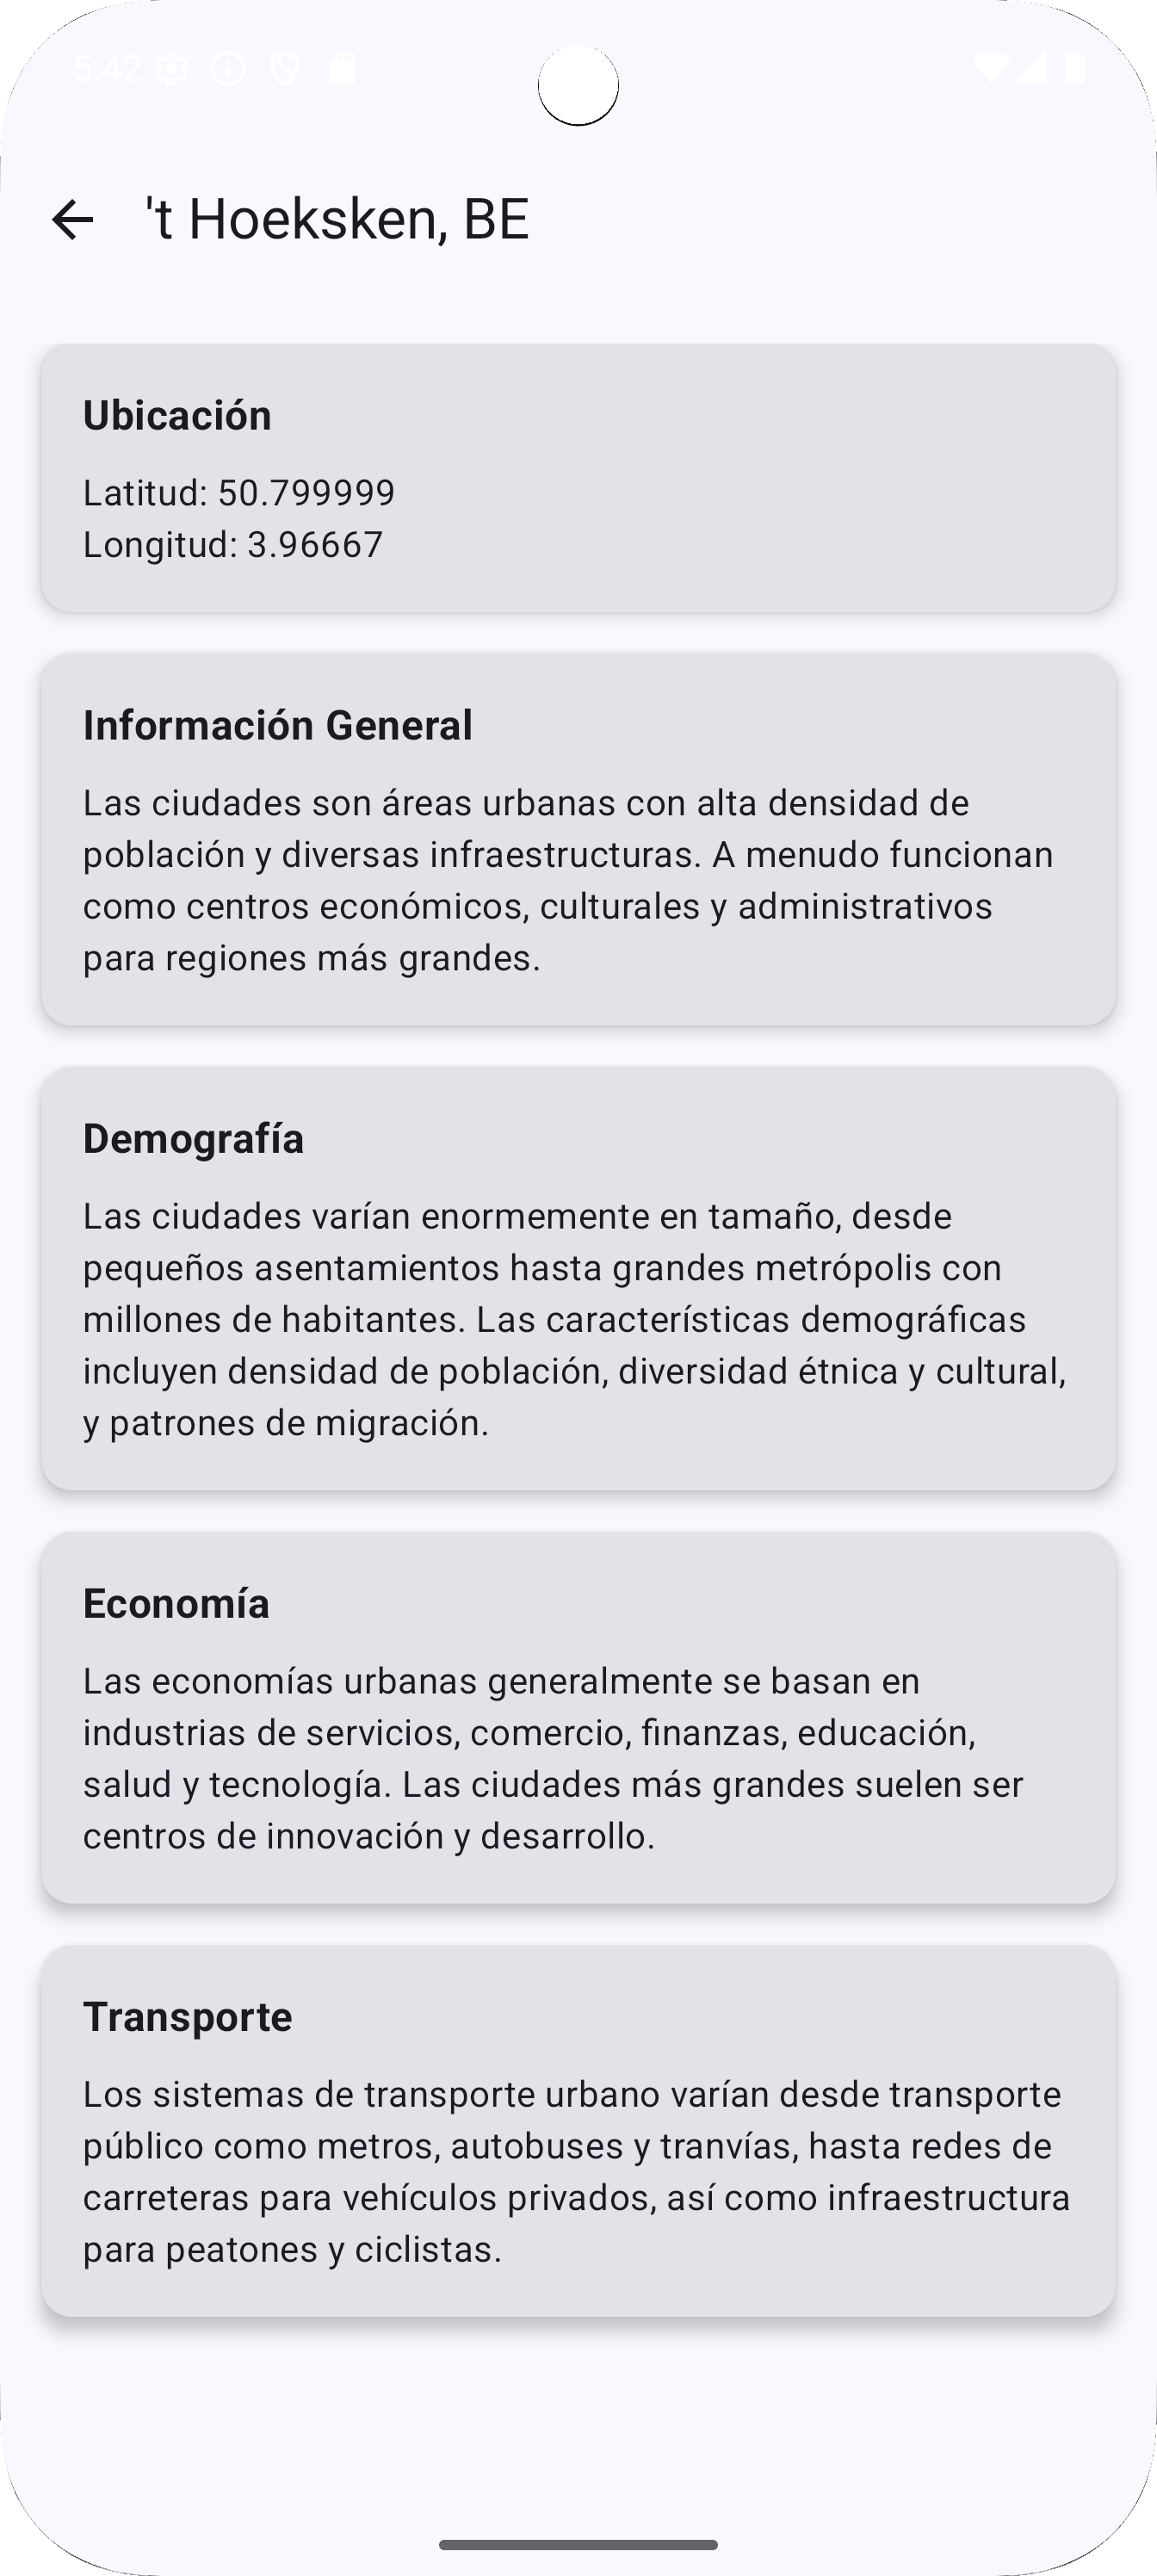 5:42
't Hoeksken, BE
Ubicación
Latitud: 50.799999
Longitud: 3.96667
Información General
Las ciudades son áreas urbanas con alta densidad de
población y diversas infraestructuras. A menudo funcionan
como centros económicos, culturales y administrativos
para regiones más grandes.
Demografía
Las ciudades varían enormemente en tamaño, desde
pequeños asentamientos hasta grandes metrópolis con
millones de habitantes. Las características demográficas
incluyen densidad de población, diversidad étnica y cultural,
y patrones de migración.
Economía
Las economías urbanas generalmente se basan en
industrias de servicios, comercio, finanzas, educación,
salud y tecnología. Las ciudades más grandes suelen ser
centros de innovación y desarrollo.
Transporte
Los sistemas de transporte urbano varían desde transporte
público como metros, autobuses y tranvías, hasta redes de
carreteras para vehículos privados, así como infraestructura
para peatones y ciclistas.